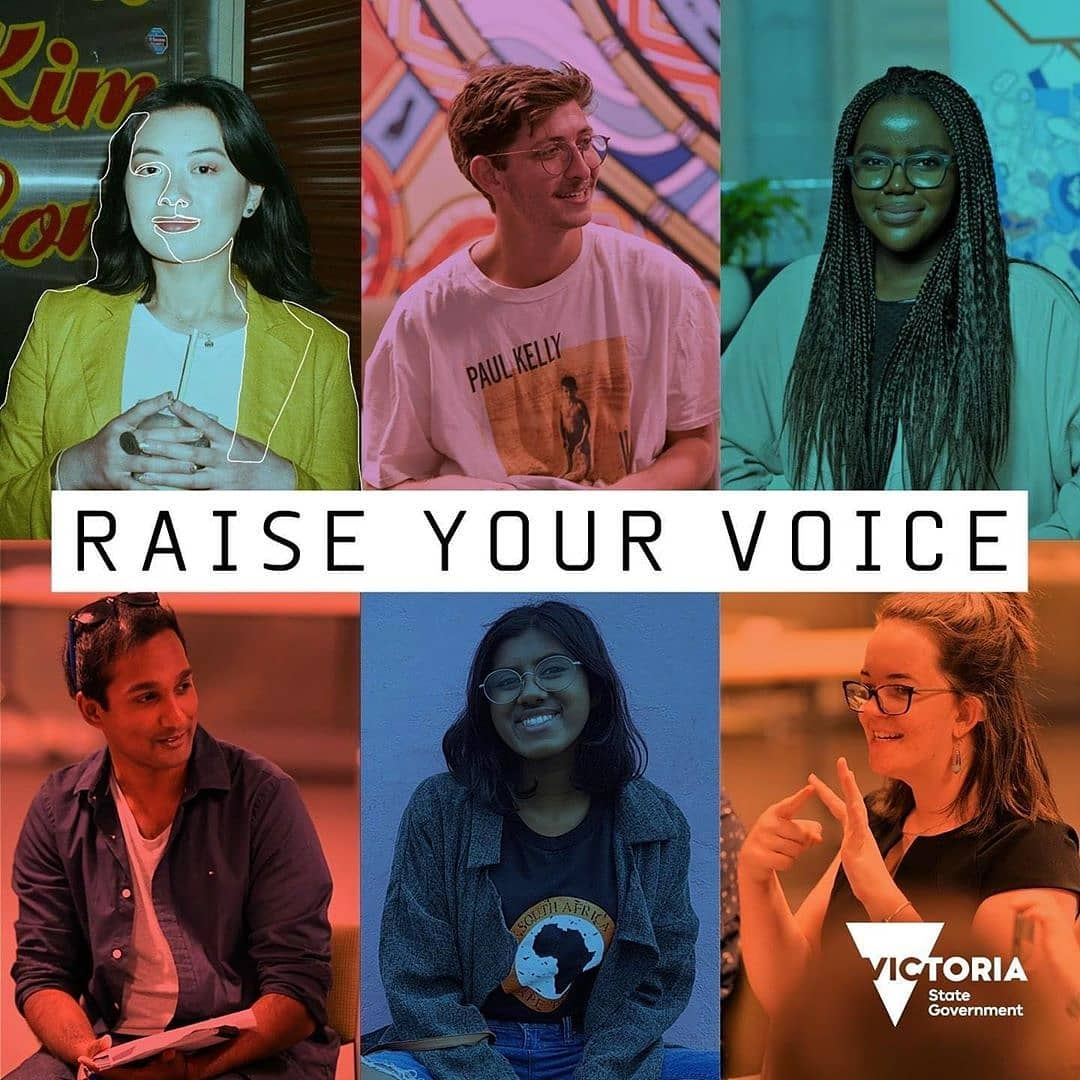 Kim
PAUL KELLY
RAISE YOUR VOICE
SOUTH AFRICA
VICTORIA
State
Government